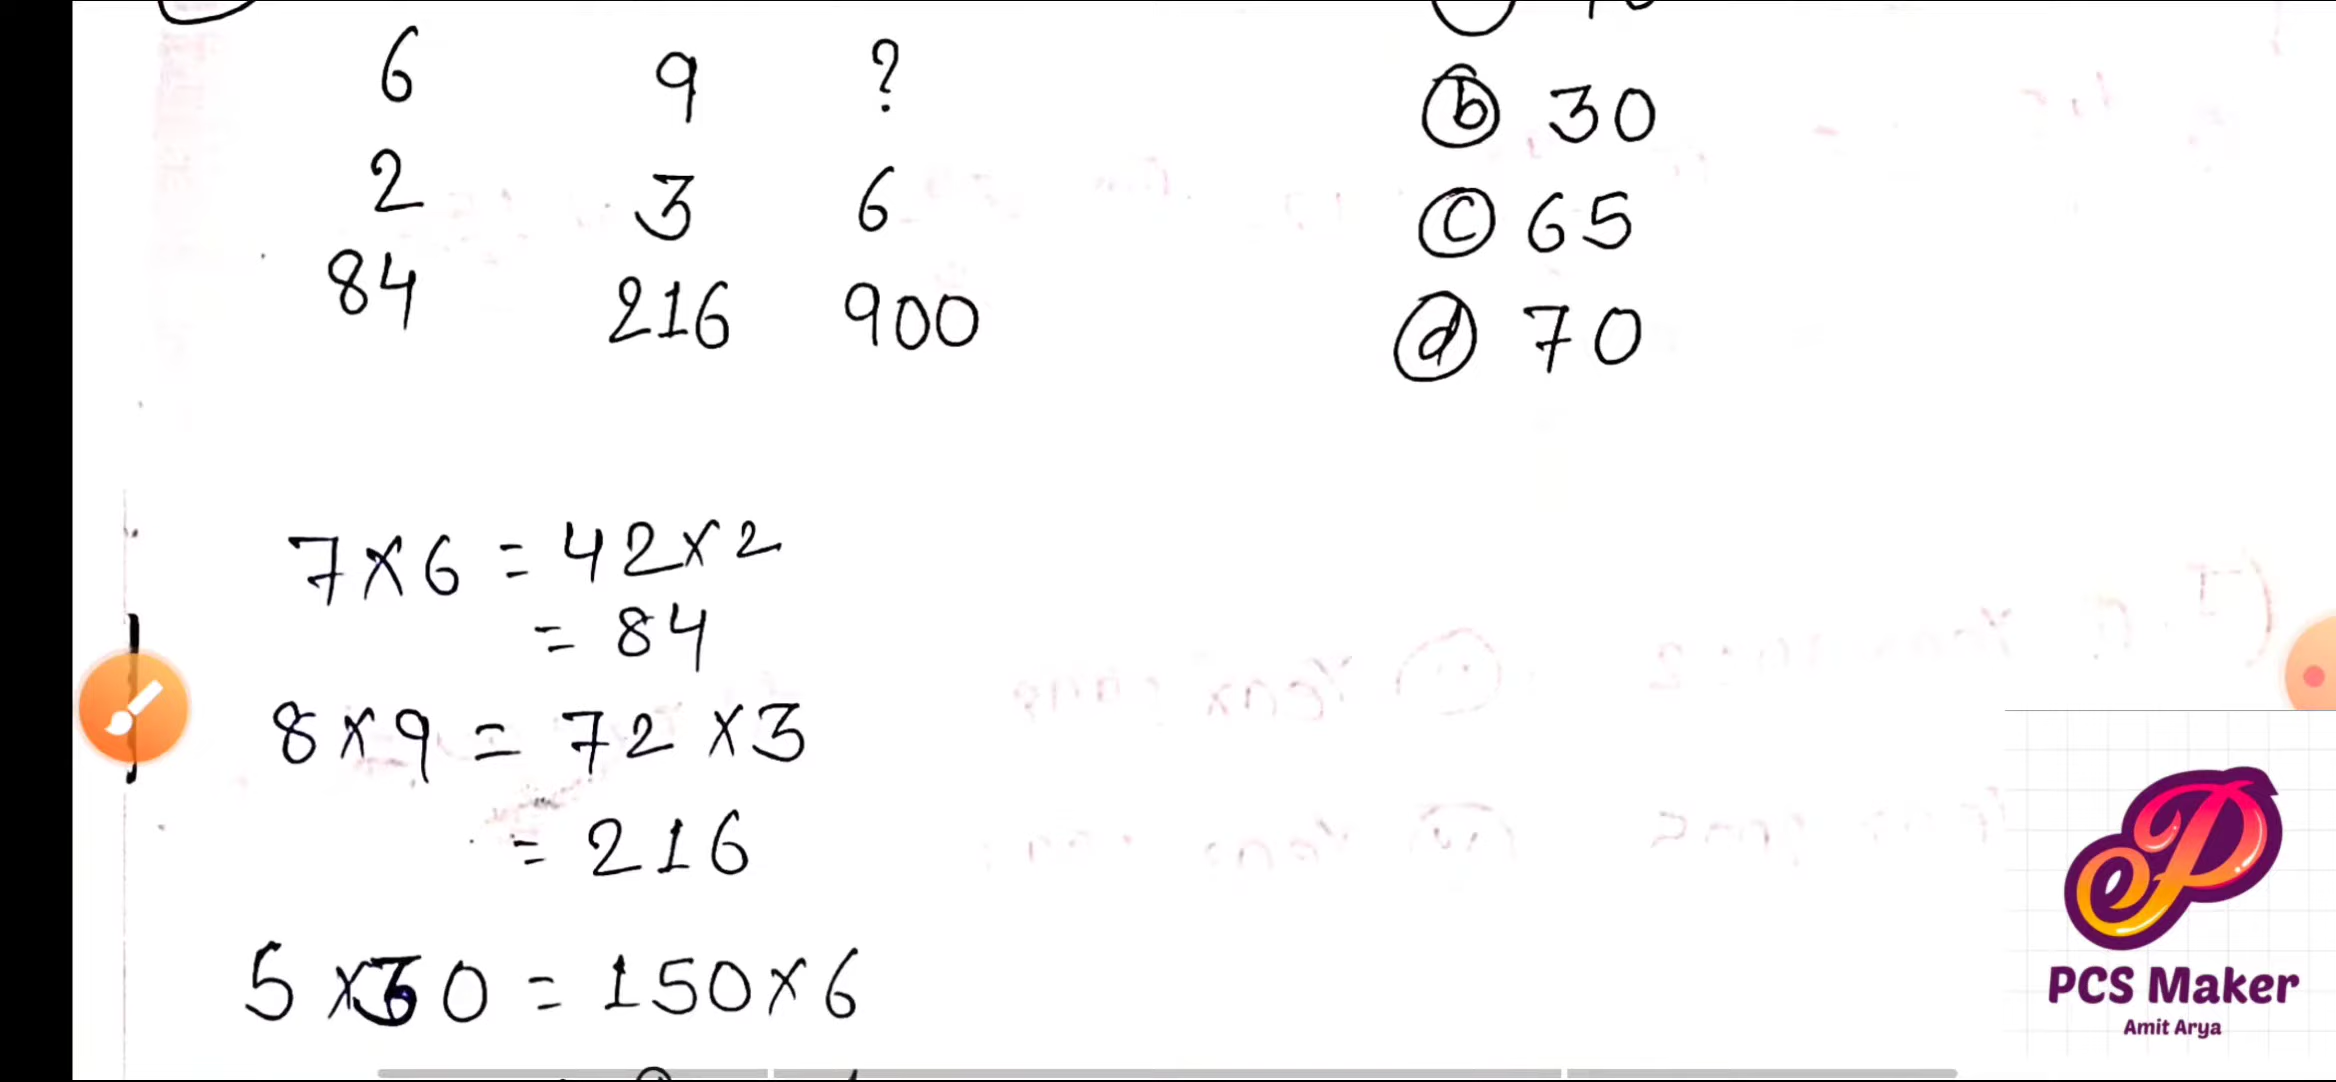 6 9 ?
2 3 6
84 216 900
ⓑ 30
ⓒ 65
ⓓ 70
7×6 = 42×2
= 84
8×9 = 72×3
= 216
5×30 = 150×6
PCS Maker
Amit Arya